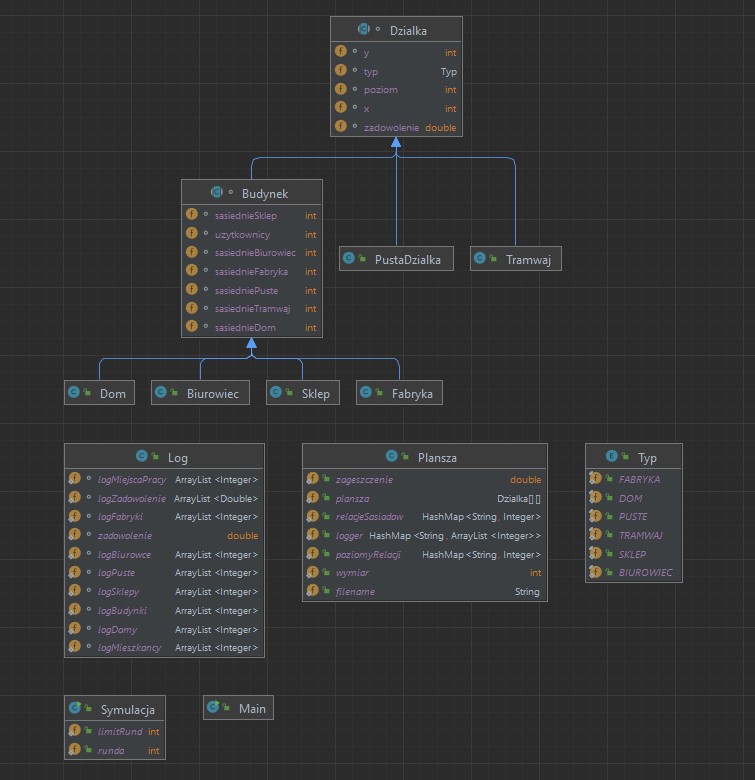 Dzialka
y int
typ Typ
poziom int
x int
zadowolenie double
Budynek
sasiednieSklep int
uzytkownicy int
sasiednieBiurowiec int
sasiednieFabryka int
sasiedniePuste int
sasiednieTramwaj int
sasiednieDom int
PustaDzialka
Tramwaj
Dom
Biurowiec
Sklep
Fabryka
Log
logMiejscaPracy ArrayList <Integer>
logZadowolenie ArrayList <Double>
logFabryki ArrayList <Integer>
zadowolenie double
logBiurowce ArrayList <Integer>
logPuste ArrayList <Integer>
logSklepy ArrayList <Integer>
logBudynki ArrayList <Integer>
logDomy ArrayList <Integer>
logMieszkancy ArrayList <Integer>
Plansza
zageszczenie double
plansza Dzialka[][]
relacjeSasiadow HashMap <String, Integer>
logger HashMap <String, ArrayList <Integer>>
poziomyRelacji HashMap <String, Integer>
wymiar int
filename String
Typ
FABRYKA
DOM
PUSTE
TRAMWAJ
SKLEP
BIUROWIEC
Symulacja
limitRund int
runda int
Main